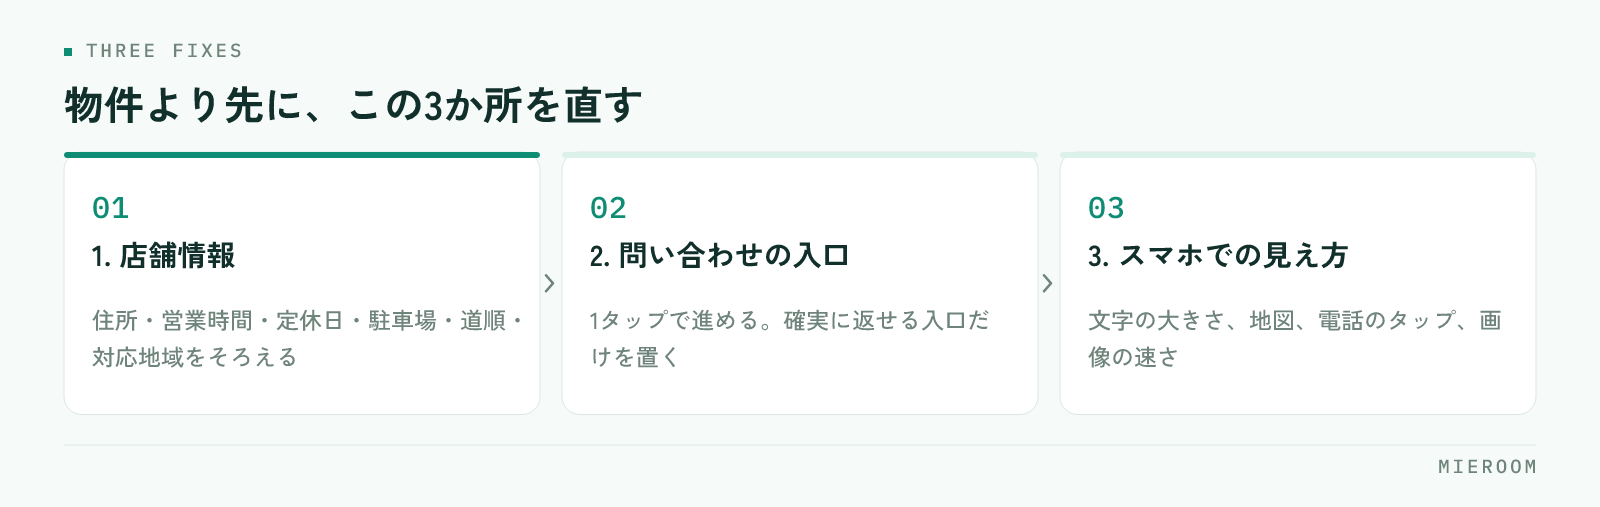 THREE FIXES
物件より先に、この3か所を直す
01
1. 店舗情報
住所・営業時間・定休日・駐車場・道順・
対応地域をそろえる
02
2. 問い合わせの入口
1タップで進める。確実に返せる入口だ
けを置く
03
3. スマホでの見え方
文字の大きさ、地図、電話のタップ、画
像の速さ
MIEROOM